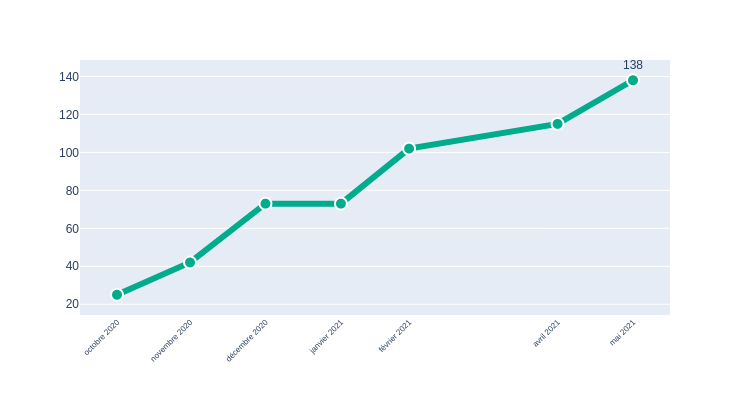 138
140
120
100
80
60
40
20
octobre 2020
novembre 2020
décembre 2020
janvier 2021
février 2021
avril 2021
mai 2021